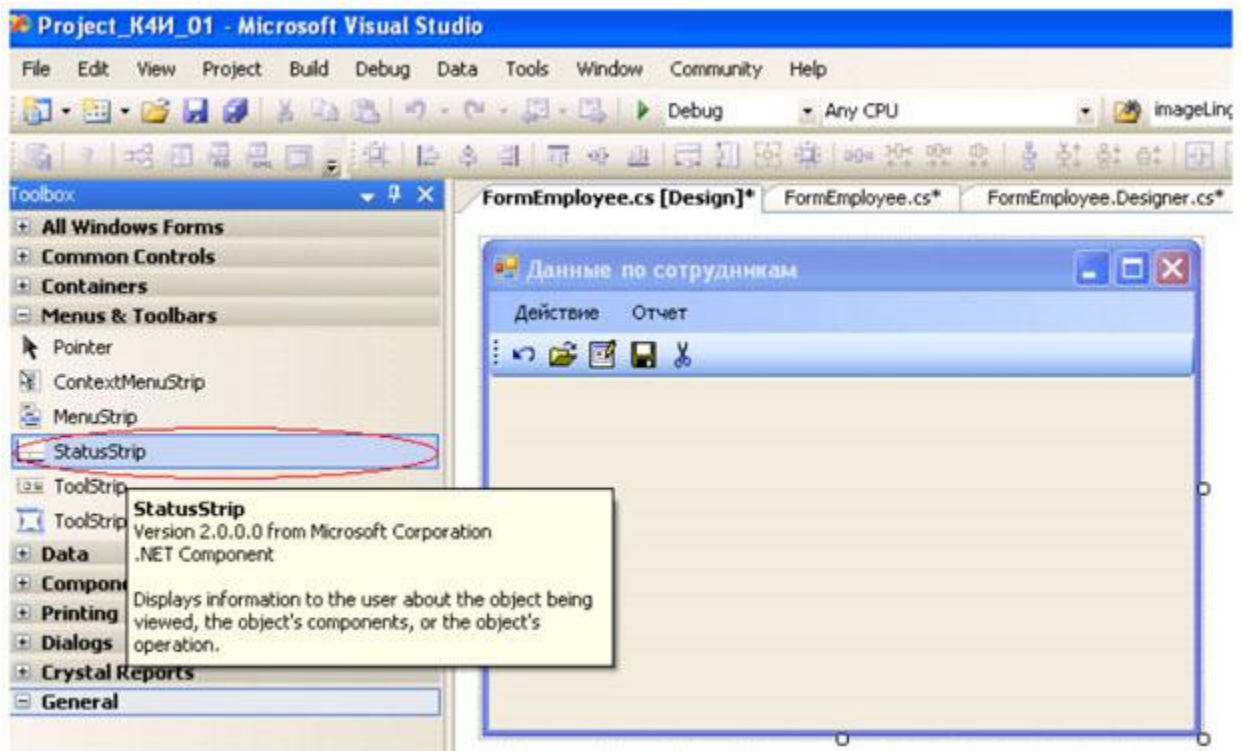 Project_К4И_01 - Microsoft Visual Studio
File Edit View Project Build Debug Data Tools Window Community Help
Debug Any CPU
Toolbox
FormEmployee.cs [Design]* FormEmployee.cs* FormEmployee.Designer.cs*
All Windows Forms
Common Controls
Containers
Menus & Toolbars
Pointer
ContextMenuStrip
MenuStrip
StatusStrip
ToolStrip
ToolStrip
Data
Printing
Dialogs
Crystal Reports
General
StatusStrip
Version 2.0.0.0 from Microsoft Corporation
.NET Component
Displays information to the user about the object being
viewed, the object's components, or the object's
operation.
Данные по сотрудникам
Действие Отчет